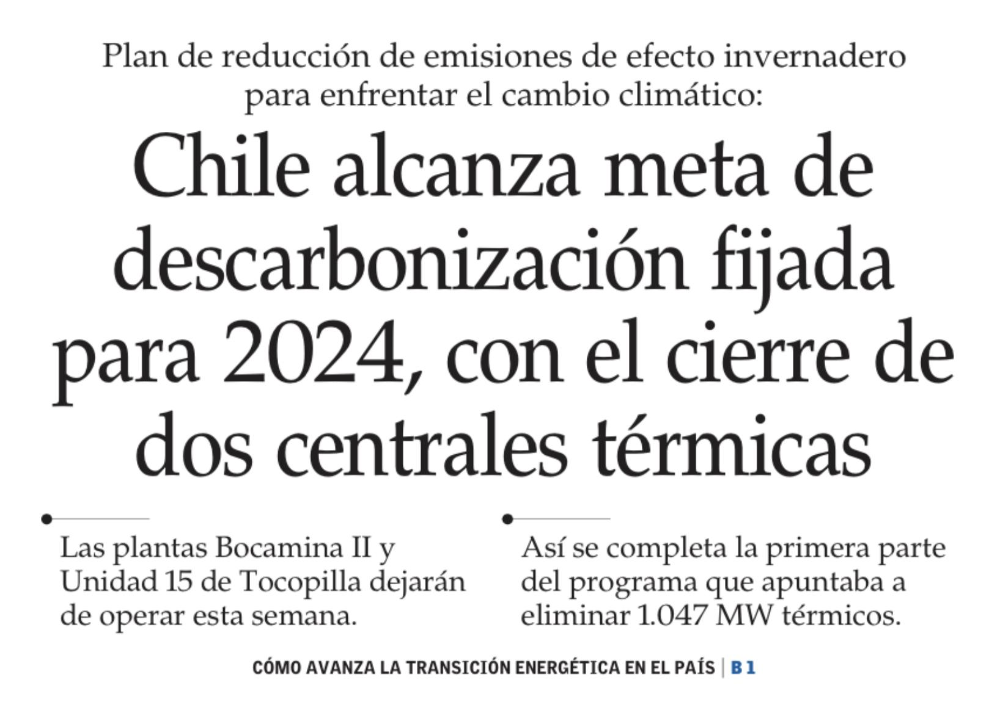 Plan de reducción de emisiones de efecto invernadero
para enfrentar el cambio climático:
Chile alcanza meta de
descarbonización fijada
para 2024, con el cierre de
dos centrales térmicas
Las plantas Bocamina II y
Unidad 15 de Tocopilla dejarán
de operar esta semana.
Así se completa la primera parte
del programa que apuntaba a
eliminar 1.047 MW térmicos.
CÓMO AVANZA LA TRANSICIÓN ENERGÉTICA EN EL PAÍS | B 1